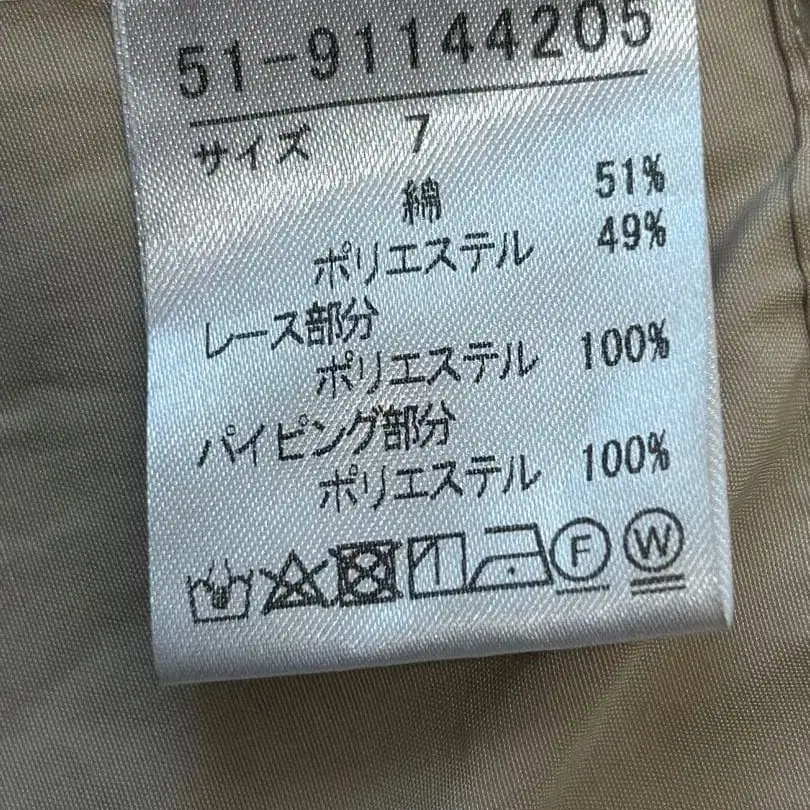 51-91144205
サイズ 7
綿 51%
ポリエステル 49%
レース部分
ポリエステル 100%
パイピング部分
ポリエステル 100%
F W